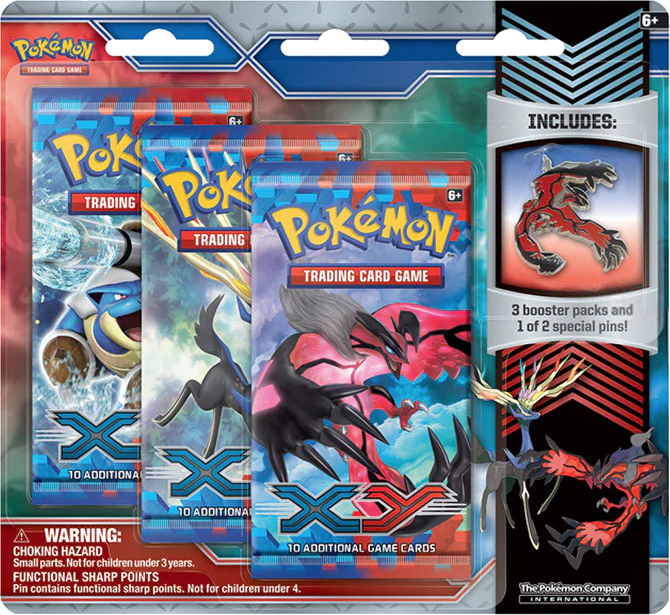 POKéMON
TRADING CARD GAME
6+
INCLUDES:
3 booster packs and
1 of 2 special pins!
6+
POK
TRADING
X
10 ADDITIONAL
6+
POK
TRADING
X
10 ADDITIONAL
6+
POKéMON
TRADING CARD GAME
XY
10 ADDITIONAL GAME CARDS
WARNING:
CHOKING HAZARD
Small parts. Not for children under 3 years.
FUNCTIONAL SHARP POINTS
Pin contains functional sharp points. Not for children under 4.
The Pokémon Company
INTERNATIONAL